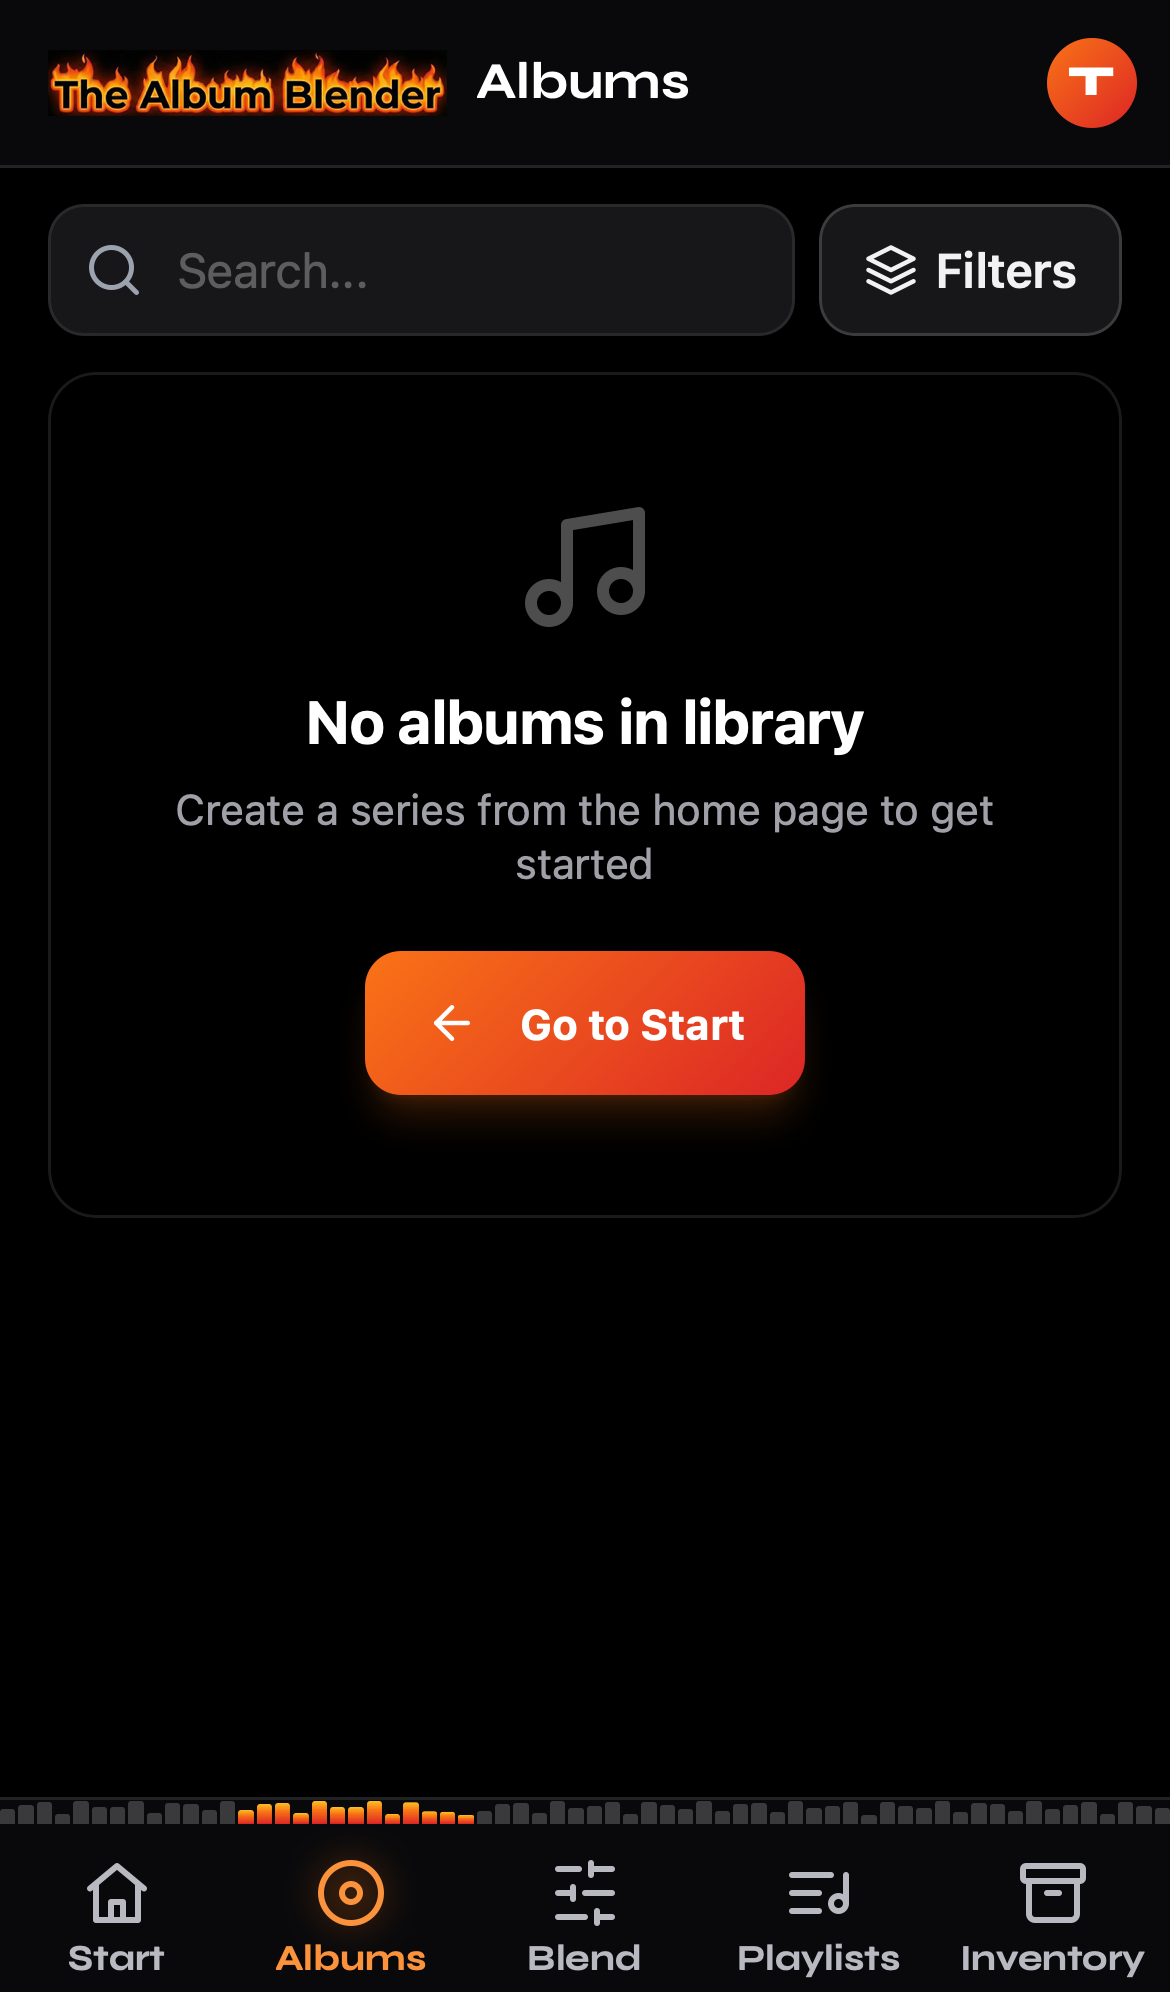 The Album Blender
Albums
T
Search...
Filters
No albums in library
Create a series from the home page to get
started
Go to Start
Start
Albums
Blend
Playlists
Inventory